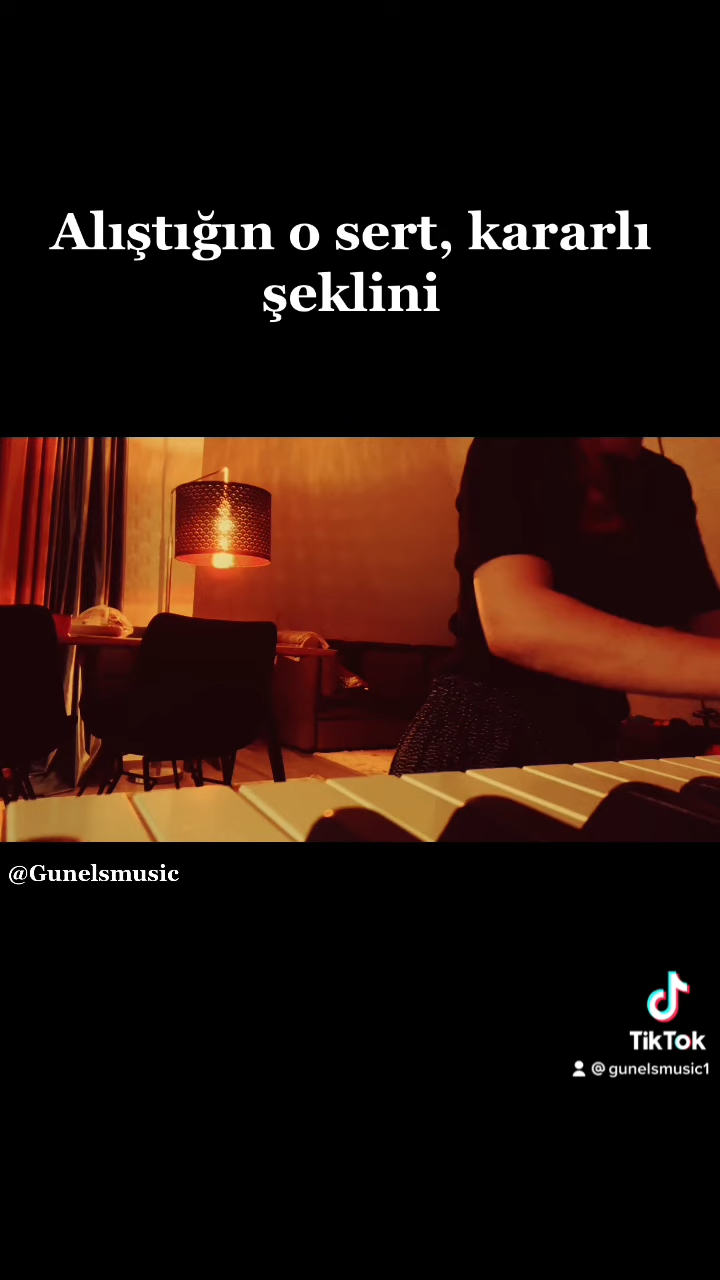 Alıştığın o sert, kararlı
şeklini
@Gunelsmusic
TikTok
@gunelsmusic1